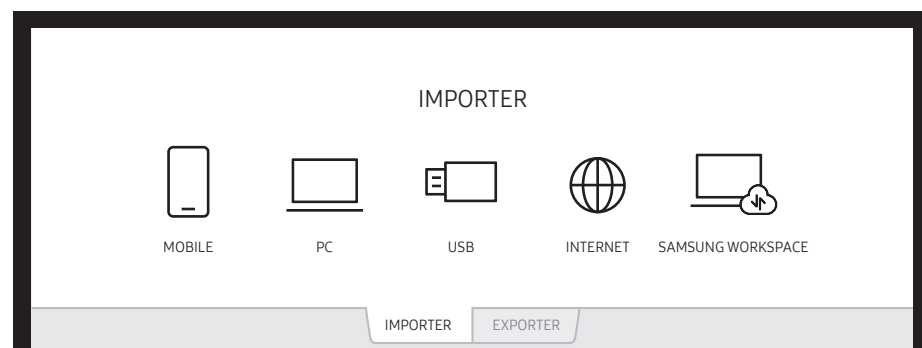 IMPORTER
MOBILE PC USB INTERNET SAMSUNG WORKSPACE
IMPORTER EXPORTER